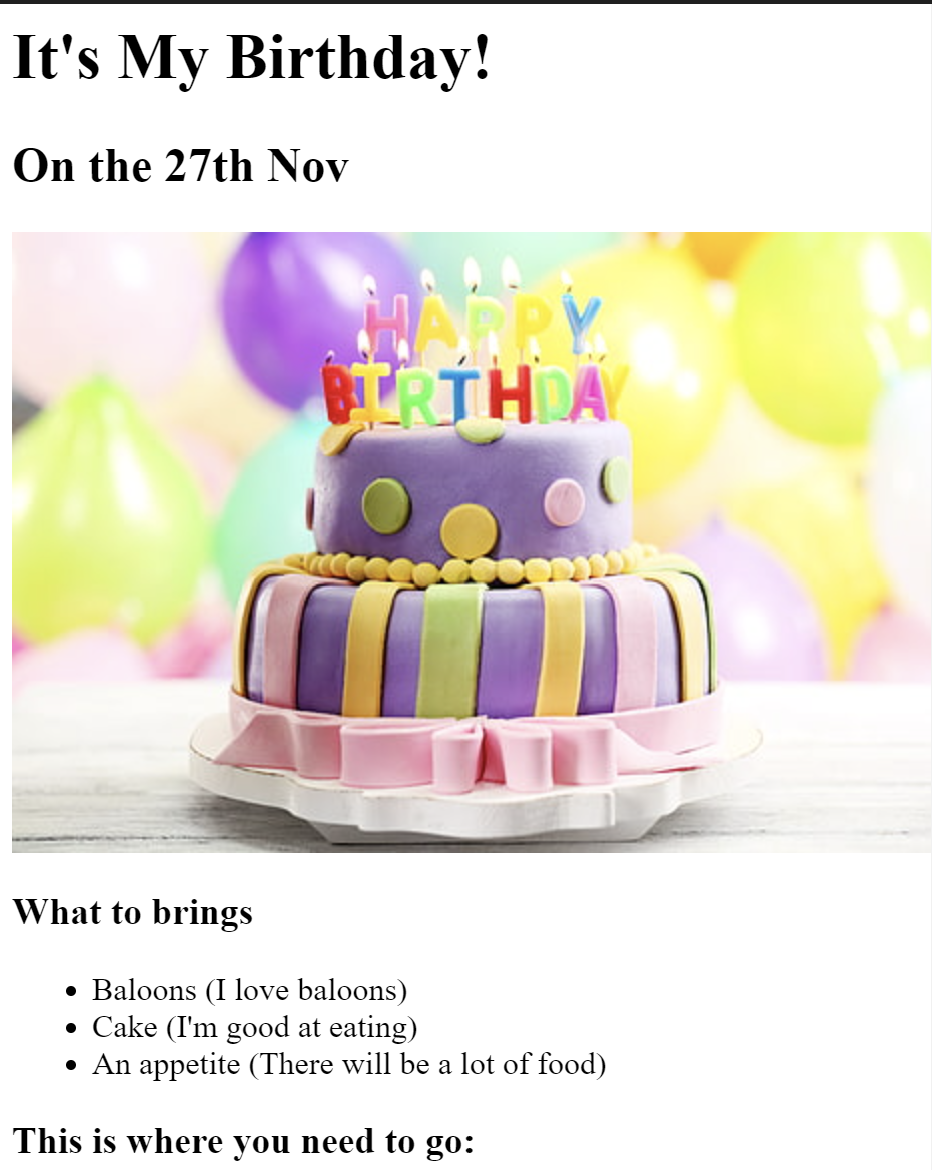 It's My Birthday!
On the 27th Nov
HAPPY
BIRTHDAY
What to brings
Baloons (I love baloons)
Cake (I'm good at eating)
An appetite (There will be a lot of food)
This is where you need to go: